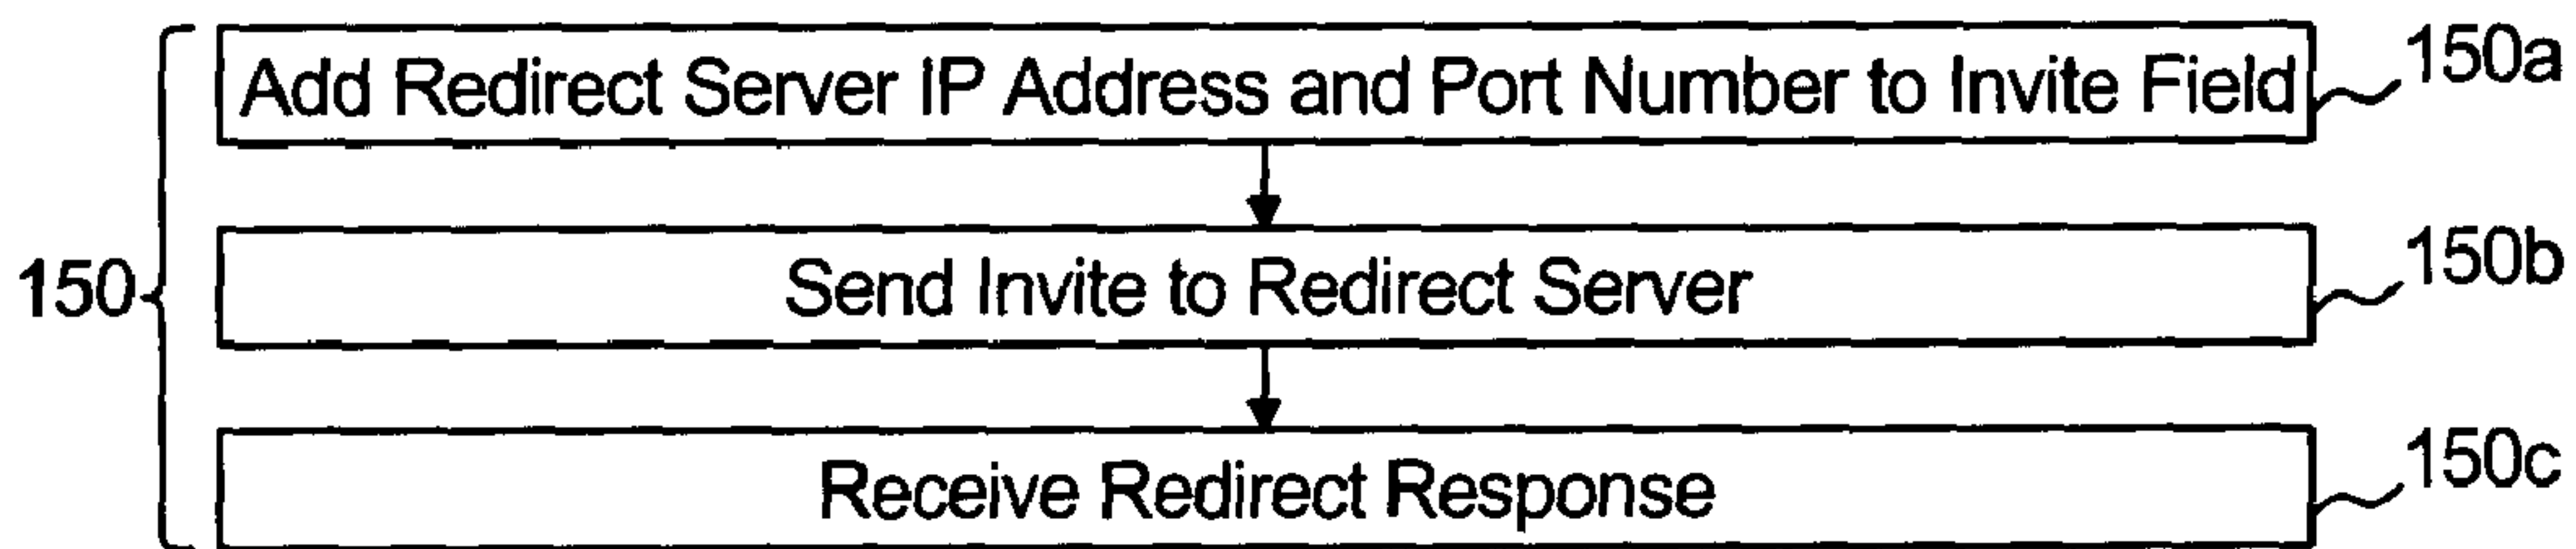 Add Redirect Server IP Address and Port Number to Invite Field
150a
150
Send Invite to Redirect Server
150b
Receive Redirect Response
150c